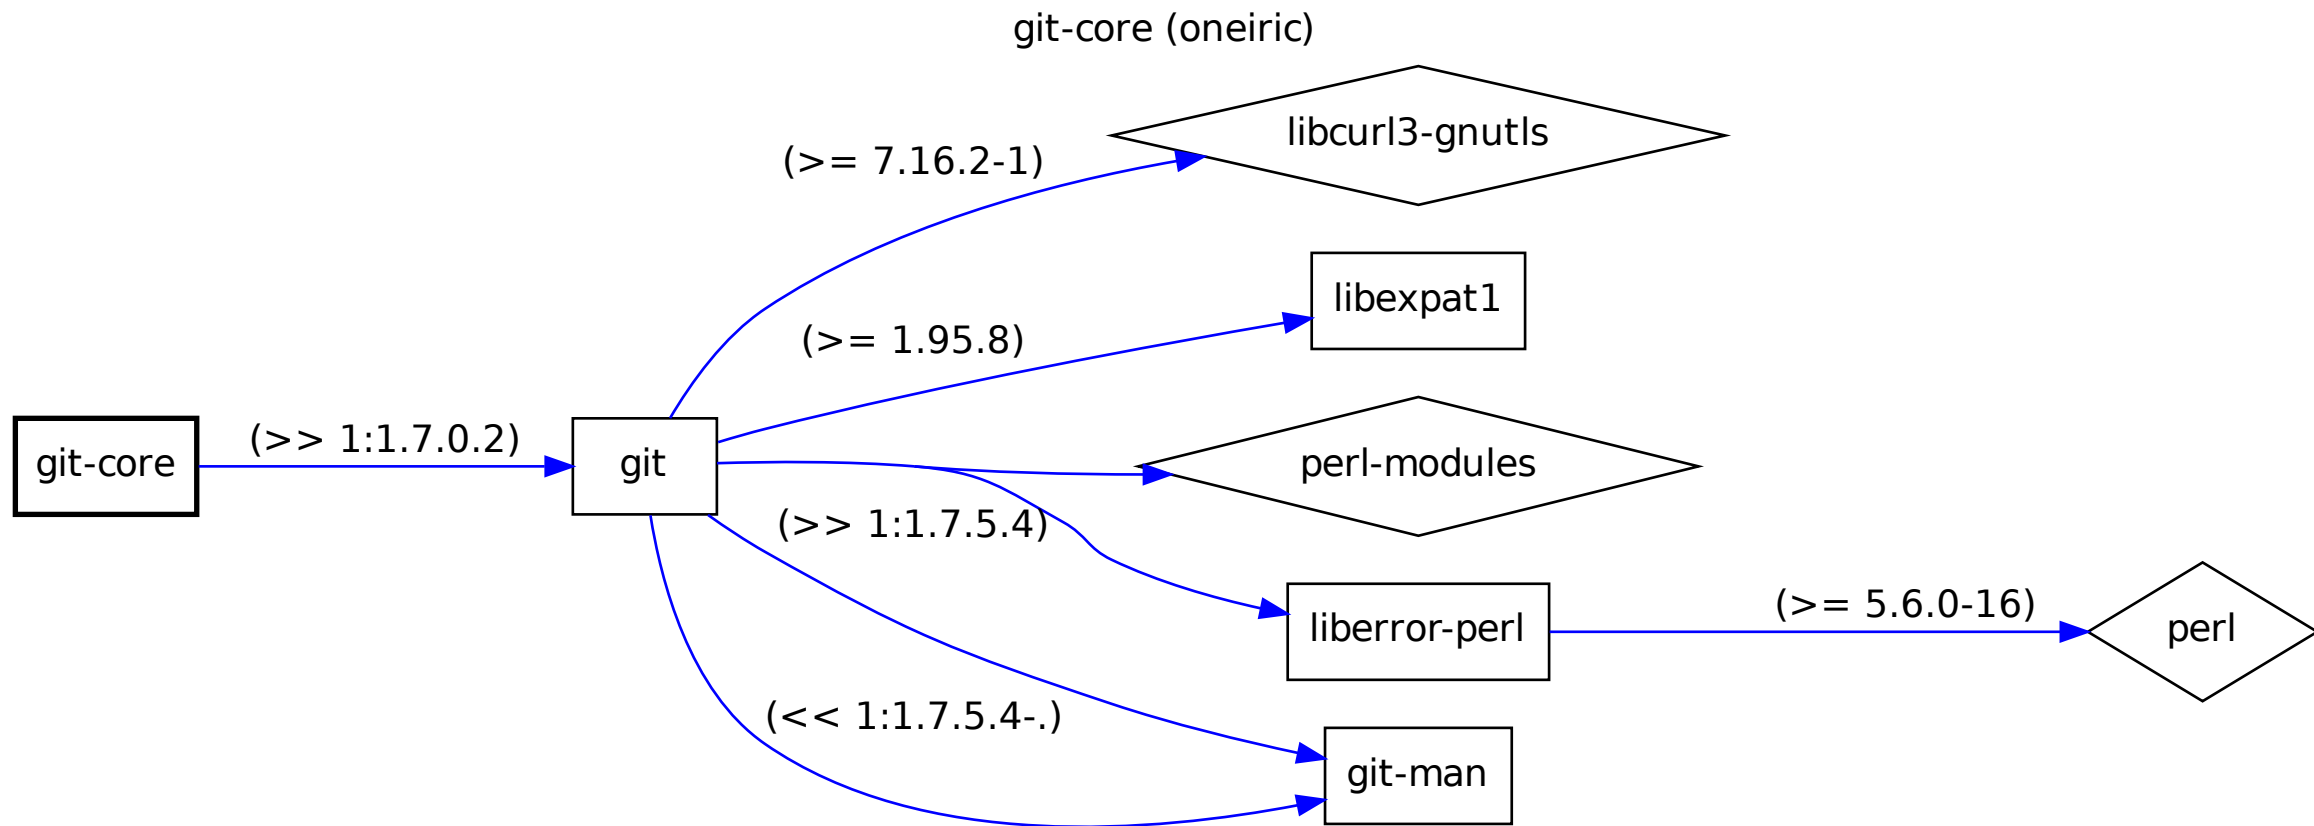 git-core (oneiric)
libcurl3-gnutls
(>= 7.16.2-1)
libexpat1
(>= 1.95.8)
git-core
(>> 1:1.7.0.2)
git
perl-modules
(>> 1:1.7.5.4)
liberror-perl
(>= 5.6.0-16)
perl
(<< 1:1.7.5.4-.)
git-man